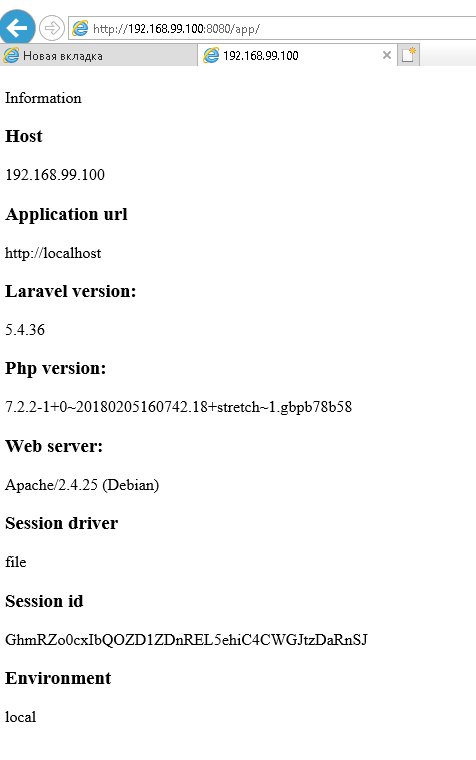 http://192.168.99.100:8080/app/
Новая вкладка
192.168.99.100
Information
Host
192.168.99.100
Application url
http://localhost
Laravel version:
5.4.36
Php version:
7.2.2-1+0~20180205160742.18+stretch~1.gbpb78b58
Web server:
Apache/2.4.25 (Debian)
Session driver
file
Session id
GhmRZo0cxIbQOZD1ZDnREL5ehiC4CWGJtzDaRnSJ
Environment
local